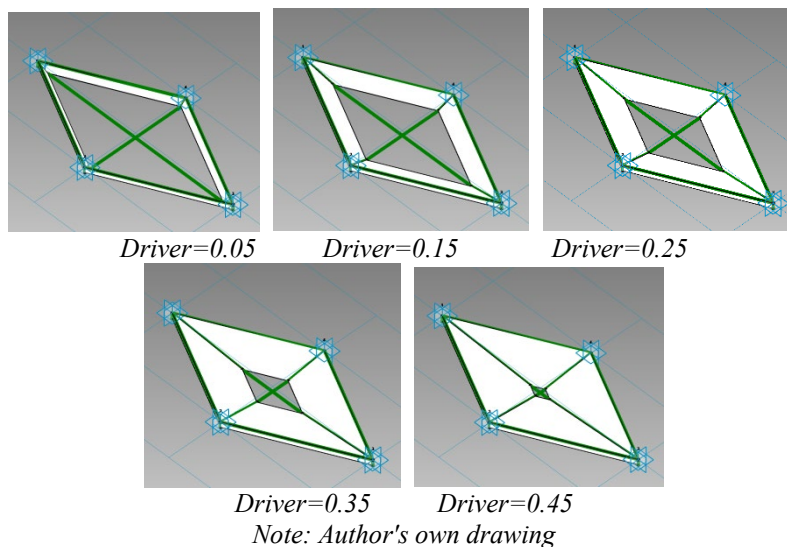 Driver=0.05 Driver=0.15 Driver=0.25
Driver=0.35 Driver=0.45
Note: Author's own drawing